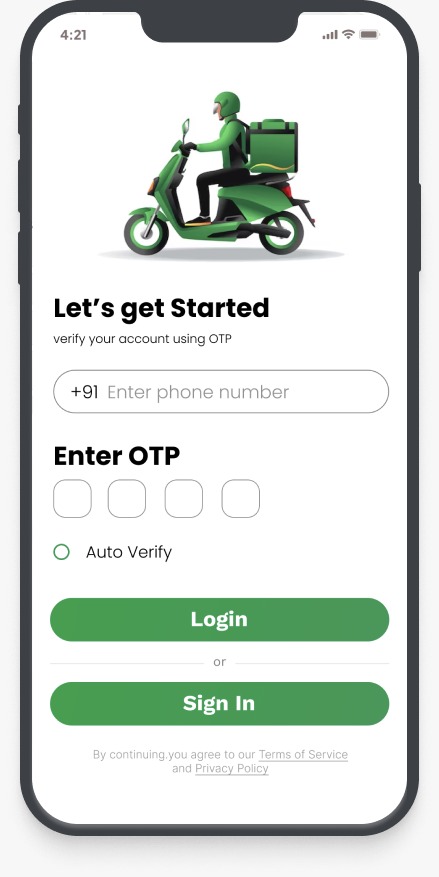 4:21
Let’s get Started
verify your account using OTP
+91 Enter phone number
Enter OTP
Auto Verify
Login
or
Sign In
By continuing.you agree to our Terms of Service
and Privacy Policy